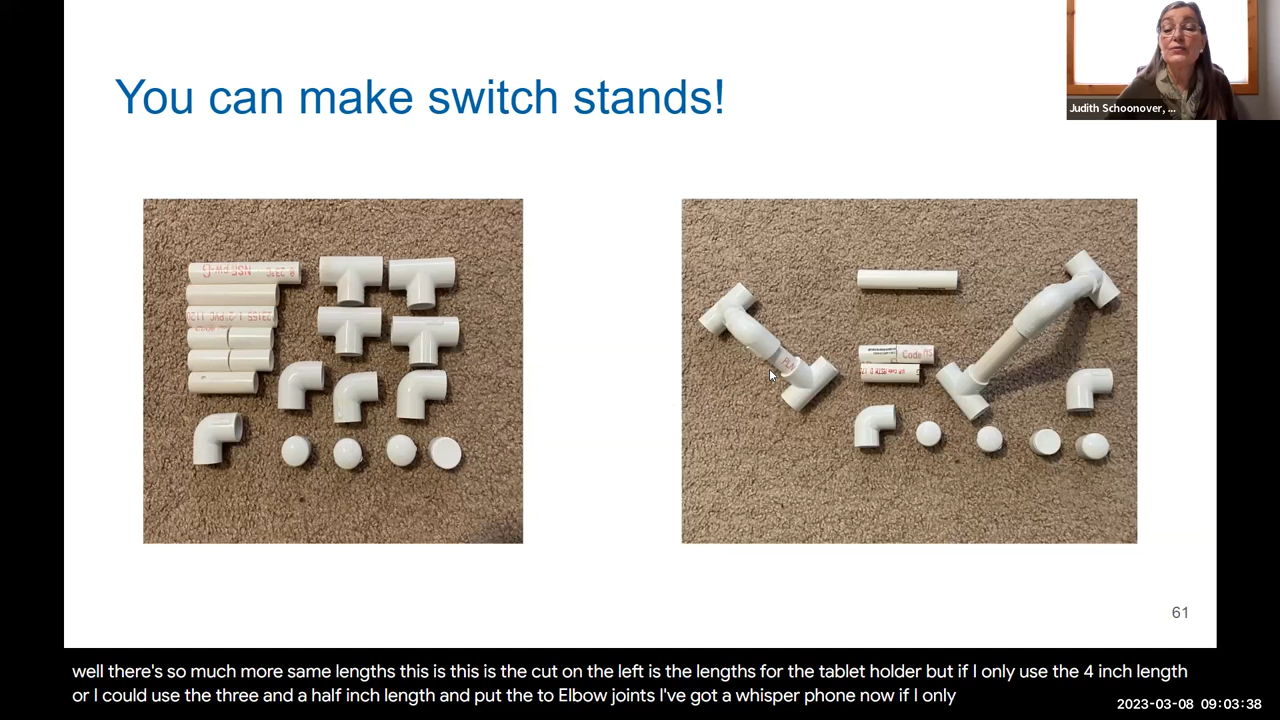 You can make switch stands!
Judith Schoonover, ...
Code
61
well there's so much more same lengths this is this is the cut on the left is the lengths for the tablet holder but if I only use the 4 inch length
or I could use the three and a half inch length and put the to Elbow joints I've got a whisper phone now if I only
2023-03-08 09:03:38